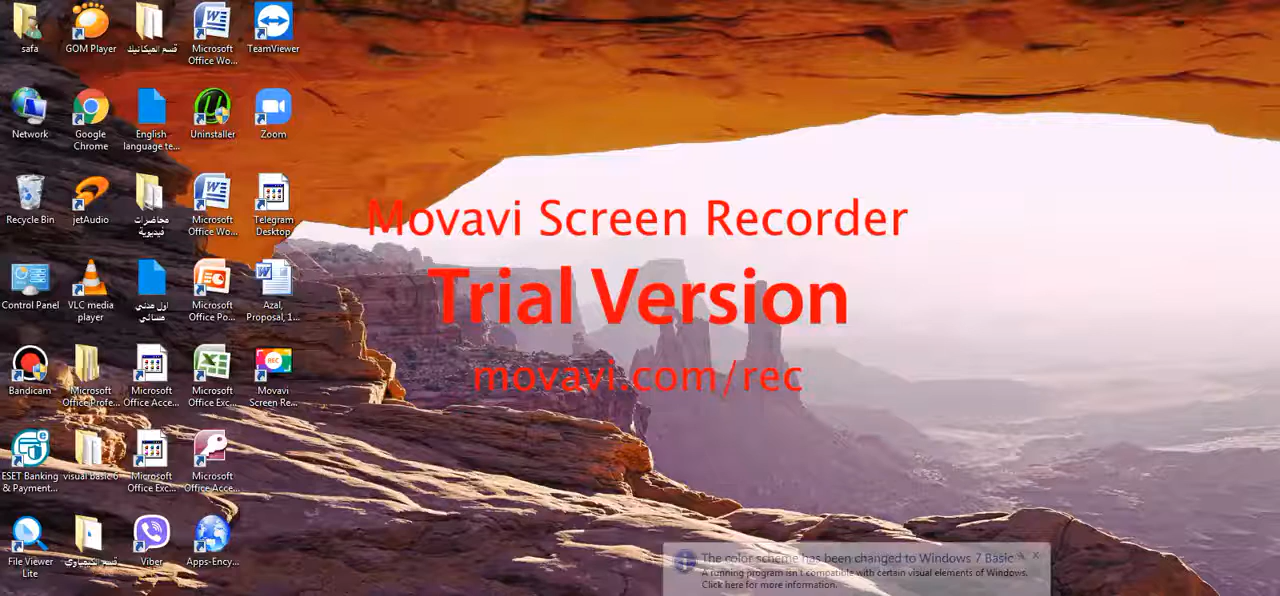 safa
GOM Player
قسم الميكانيك
Microsoft
Office Wo...
TeamViewer
Network
Google
Chrome
English
language te...
Uninstaller
Zoom
Recycle Bin
jetAudio
محاضرات
فيديوية
Microsoft
Office Wo...
Telegram
Desktop
Movavi Screen Recorder
Trial Version
movavi.com/rec
Control Panel
VLC media
player
Microsoft
Office Po...
Azal,
Proposal, 1...
Bandicam
Microsoft
Office Profe...
Microsoft
Office Acce...
Microsoft
Office Exc...
REC
Movavi
Screen Re...
ESET Banking
& Payment...
visual basic 6
Microsoft
Office Exc...
Microsoft
Office Acce...
File Viewer
Lite
قسم الكيمياوي
Viber
Apps-Ency...
The color scheme has been changed to Windows 7 Basic
A running program isn't compatible with certain visual elements of Windows.
Click here for more information.